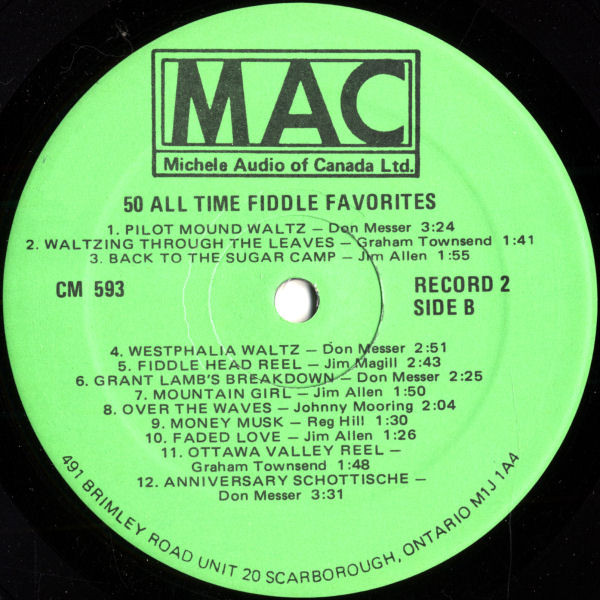 MAC
Michele Audio of Canada Ltd.
50 ALL TIME FIDDLE FAVORITES
1. PILOT MOUND WALTZ – Don Messer 3:24
2. WALTZING THROUGH THE LEAVES – Graham Townsend 1:41
3. BACK TO THE SUGAR CAMP – Jim Allen 1:55
CM 593
RECORD 2
SIDE B
4. WESTPHALIA WALTZ – Don Messer 2:51
5. FIDDLE HEAD REEL – Jim Magill 2:43
6. GRANT LAMB'S BREAKDOWN – Don Messer 2:25
7. MOUNTAIN GIRL – Jim Allen 1:50
8. OVER THE WAVES – Johnny Mooring 2:04
9. MONEY MUSK – Reg Hill 1:30
10. FADED LOVE – Jim Allen 1:26
11. OTTAWA VALLEY REEL –
Graham Townsend 1:48
12. ANNIVERSARY SCHOTTISCHE –
Don Messer 3:31
491 BRIMLEY ROAD UNIT 20 SCARBOROUGH, ONTARIO M1J 1A4